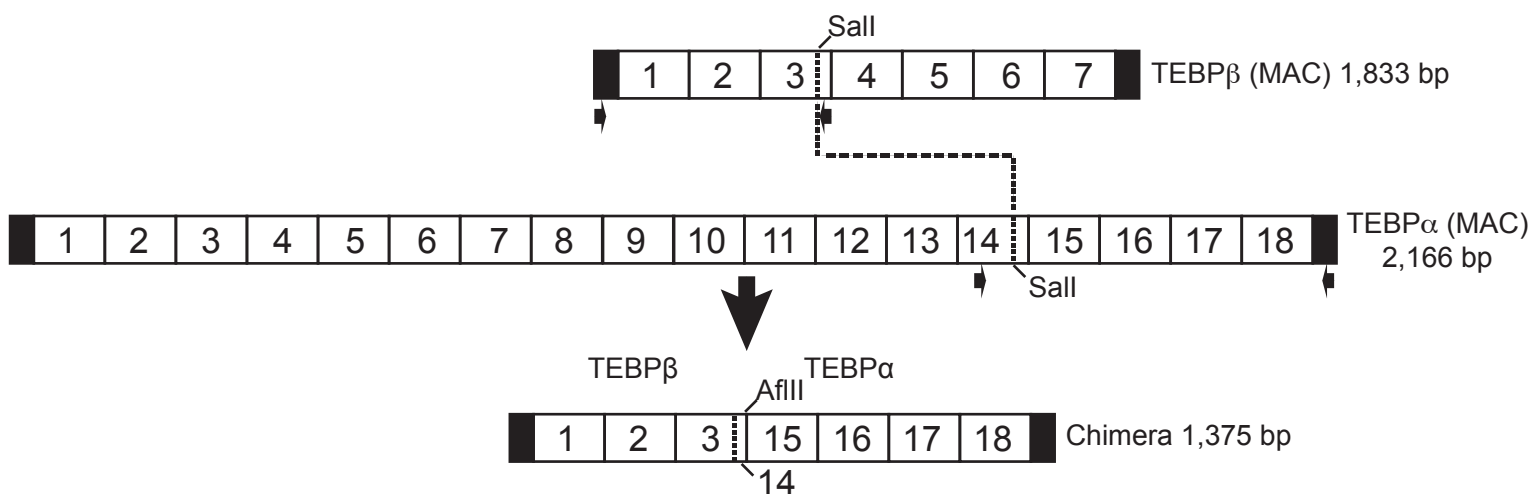 SalI
1 2 3 4 5 6 7 TEBPβ (MAC) 1,833 bp
1 2 3 4 5 6 7 8 9 10 11 12 13 14 15 16 17 18 TEBPα (MAC)
2,166 bp
SalI
TEBPβ TEBPα
AflIII
1 2 3 15 16 17 18 Chimera 1,375 bp
14